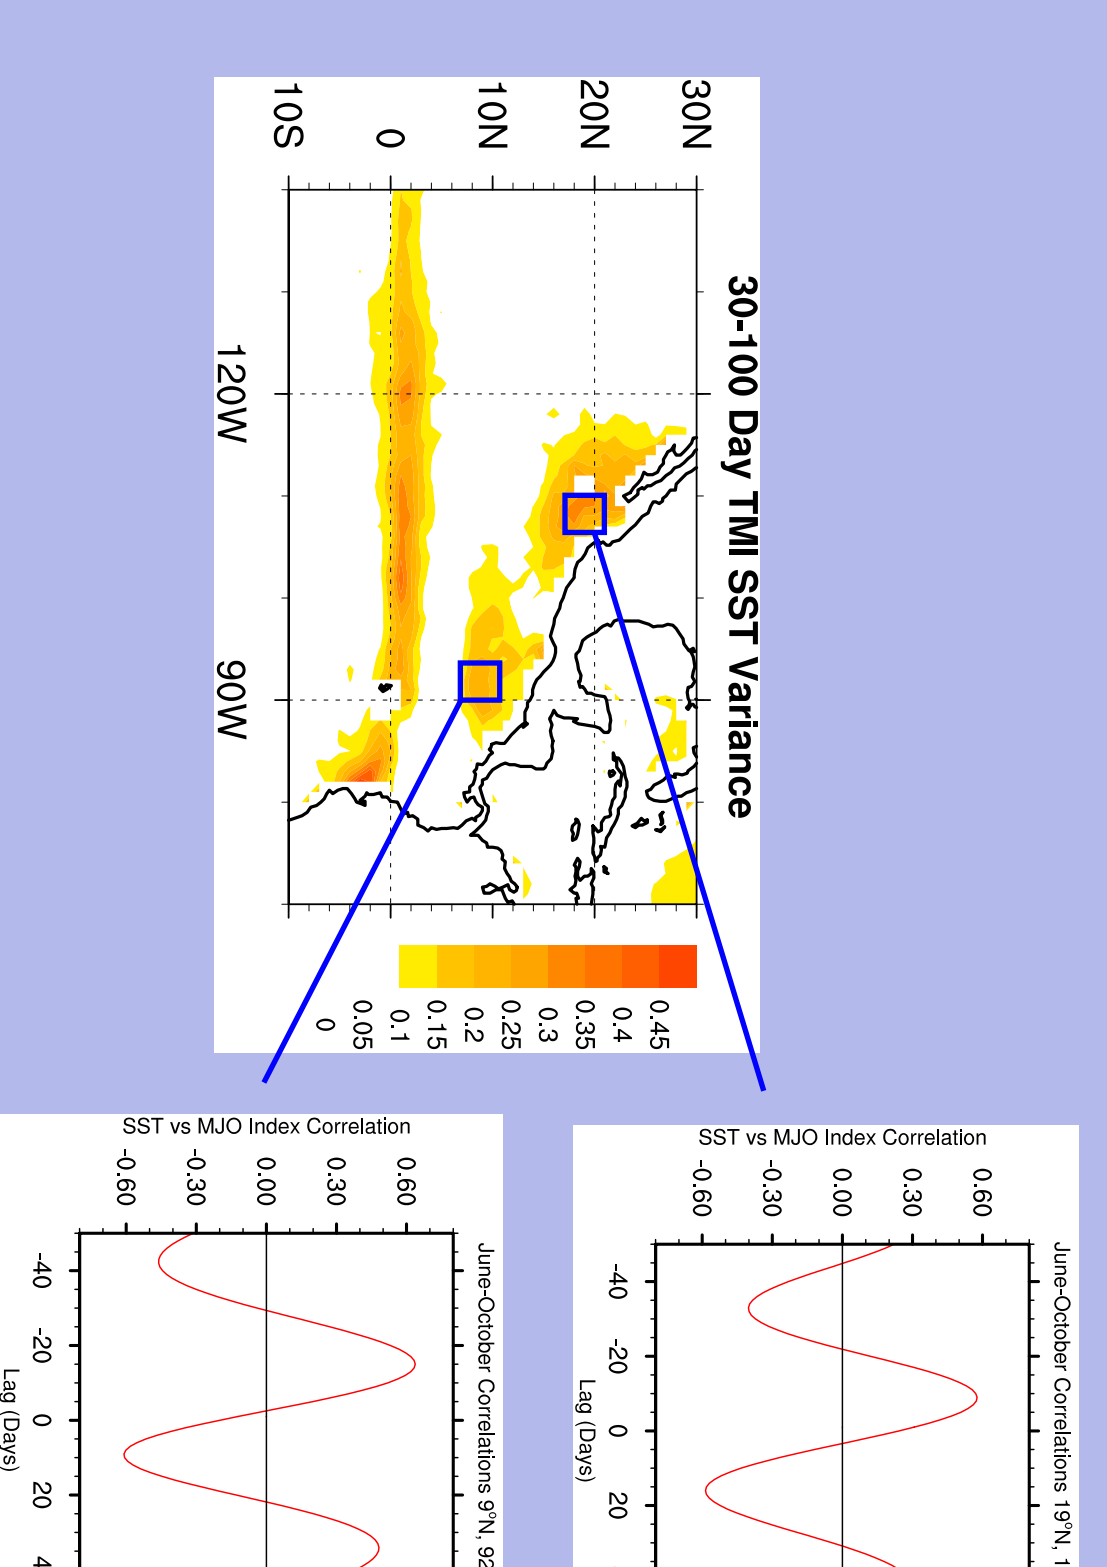 30-100 Day TMI SST Variance
30N
20N
10N
0
10S
120W
90W
0.45
0.4
0.35
0.3
0.25
0.2
0.15
0.1
0.05
0
June-October Correlations 19°N, 1
SST vs MJO Index Correlation
0.60
0.30
0.00
-0.30
-0.60
-40
-20
0
20
Lag (Days)
June-October Correlations 9°N, 92
SST vs MJO Index Correlation
0.60
0.30
0.00
-0.30
-0.60
-40
-20
0
20
4
Lag (Days)